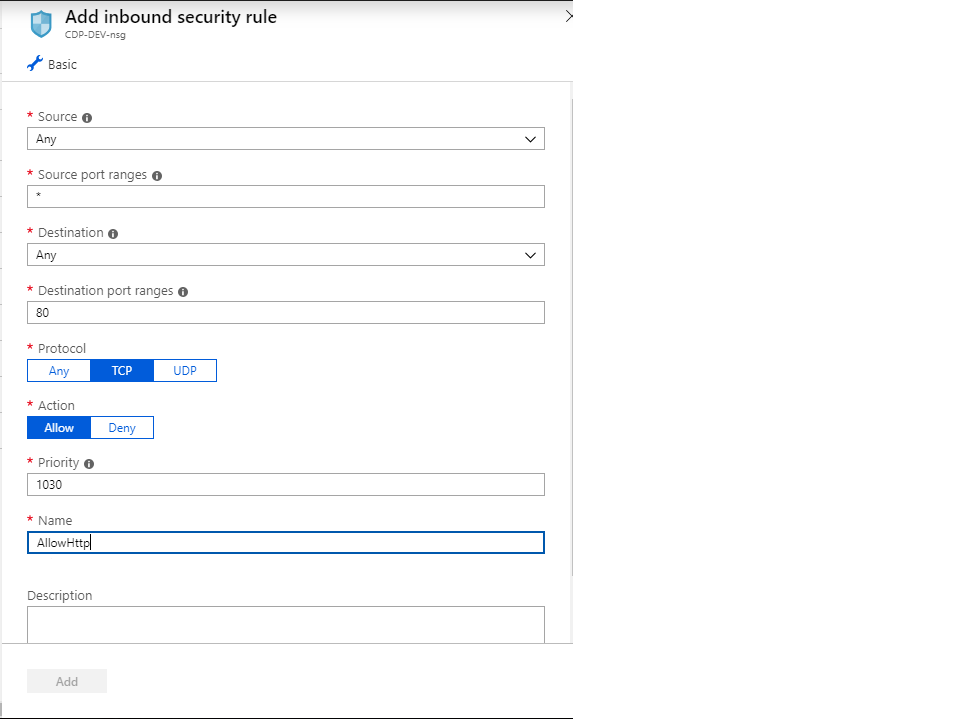 Add inbound security rule
CDP-DEV-nsg
Basic
* Source
Any
* Source port ranges
*
* Destination
Any
* Destination port ranges
80
* Protocol
Any TCP UDP
* Action
Allow Deny
* Priority
1030
* Name
AllowHttp
Description
Add